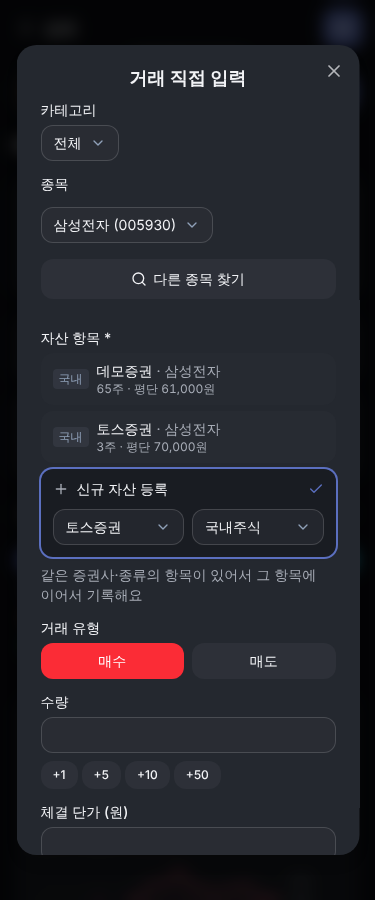 거래 직접 입력
카테고리
전체
종목
삼성전자 (005930)
다른 종목 찾기
자산 항목 *
국내
데모증권 · 삼성전자
65주 · 평단 61,000원
국내
토스증권 · 삼성전자
3주 · 평단 70,000원
신규 자산 등록
토스증권
국내주식
같은 증권사·종류의 항목이 있어서 그 항목에
이어서 기록해요
거래 유형
매수
매도
수량
+1
+5
+10
+50
체결 단가 (원)